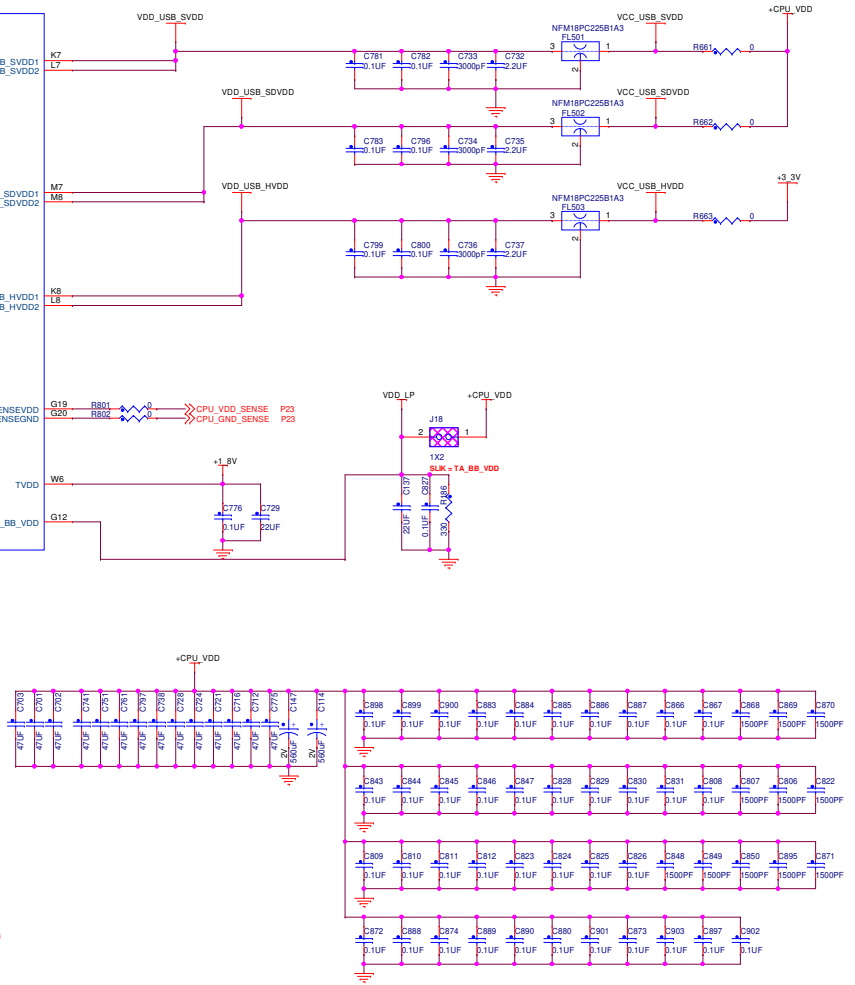 VDD_USB_SVDD
VCC_USB_SVDD
+CPU_VDD
NFM18PC225B1A3
FL501
3
1
2
R661
0
B_SVDD1
K7
B_SVDD2
L7
C781
0.1UF
C782
0.1UF
C733
3000pF
C732
2.2UF
VDD_USB_SDVDD
VCC_USB_SDVDD
NFM18PC225B1A3
FL502
3
1
2
R662
0
C783
0.1UF
C796
0.1UF
C734
3000pF
C735
2.2UF
_SDVDD1
M7
_SDVDD2
M8
VDD_USB_HVDD
VCC_USB_HVDD
+3_3V
NFM18PC225B1A3
FL503
3
1
2
R663
0
C799
0.1UF
C800
0.1UF
C736
3000pF
C737
2.2UF
B_HVDD1
K8
B_HVDD2
L8
ENSEVDD
G19
R801
0
CPU_VDD_SENSE P23
ENSEGND
G20
R802
0
CPU_GND_SENSE P23
VDD_LP
+CPU_VDD
J18
2
1
1X2
SLIK = TA_BB_VDD
+1_8V
TVDD
W6
C776
0.1UF
C729
22UF
C137
22UF
C827
0.1UF
R186
330
_BB_VDD
G12
+CPU_VDD
C703
47UF
C701
47UF
C702
47UF
C741
47UF
C751
47UF
C761
47UF
C797
47UF
C738
47UF
C728
47UF
C724
47UF
C721
47UF
C716
47UF
C712
47UF
C775
47UF
C147
2V
560uF
+
C114
2V
560uF
+
C898 C899 C900 C883 C884 C885 C886 C887 C866 C867 C868 C869 C870
0.1UF 0.1UF 0.1UF 0.1UF 0.1UF 0.1UF 0.1UF 0.1UF 0.1UF 0.1UF 1500PF 1500PF 1500PF
C843 C844 C845 C846 C847 C828 C829 C830 C831 C808 C807 C806 C822
0.1UF 0.1UF 0.1UF 0.1UF 0.1UF 0.1UF 0.1UF 0.1UF 0.1UF 0.1UF 1500PF 1500PF 1500PF
C809 C810 C811 C812 C823 C824 C825 C826 C848 C849 C850 C895 C871
0.1UF 0.1UF 0.1UF 0.1UF 0.1UF 0.1UF 0.1UF 0.1UF 1500PF 1500PF 1500PF 1500PF 1500PF
C872 C888 C874 C889 C890 C880 C901 C873 C903 C897 C902
0.1UF 0.1UF 0.1UF 0.1UF 0.1UF 0.1UF 0.1UF 0.1UF 0.1UF 0.1UF 0.1UF